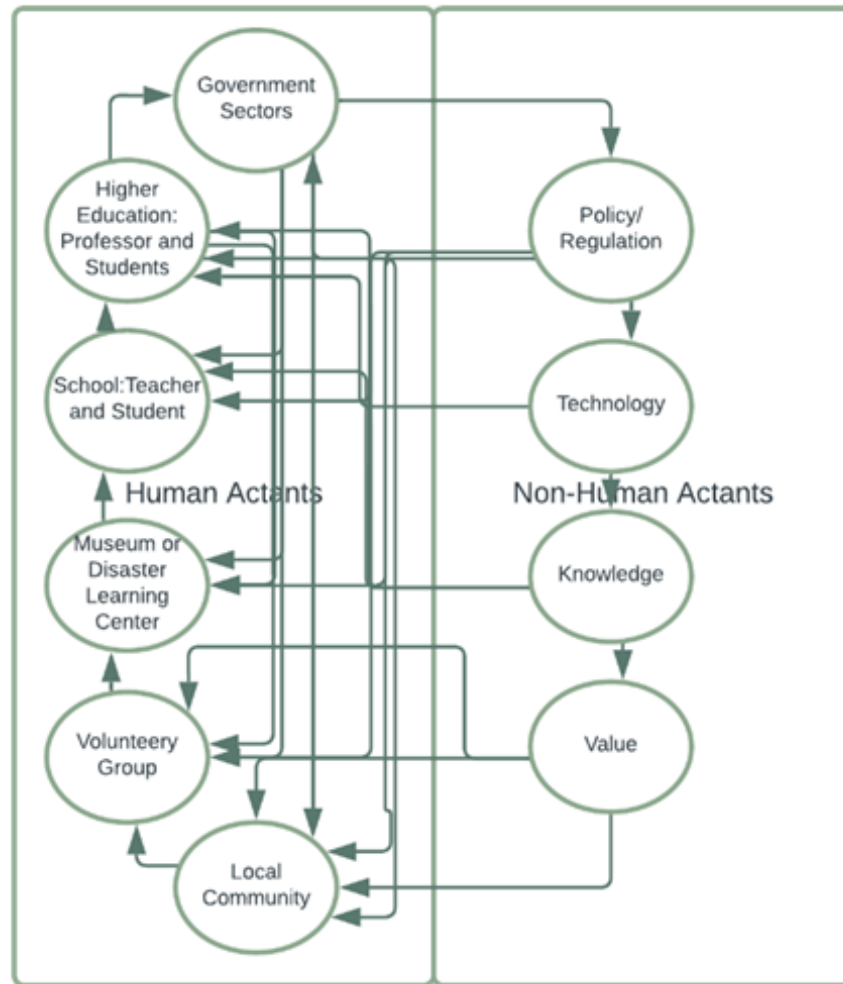 Government
Sectors
Higher
Education:
Professor and
Students
Policy/
Regulation
School:Teacher
and Student
Technology
Human Actants
Non-Human Actants
Museum or
Disaster
Learning
Center
Knowledge
Volunteery
Group
Value
Local
Community